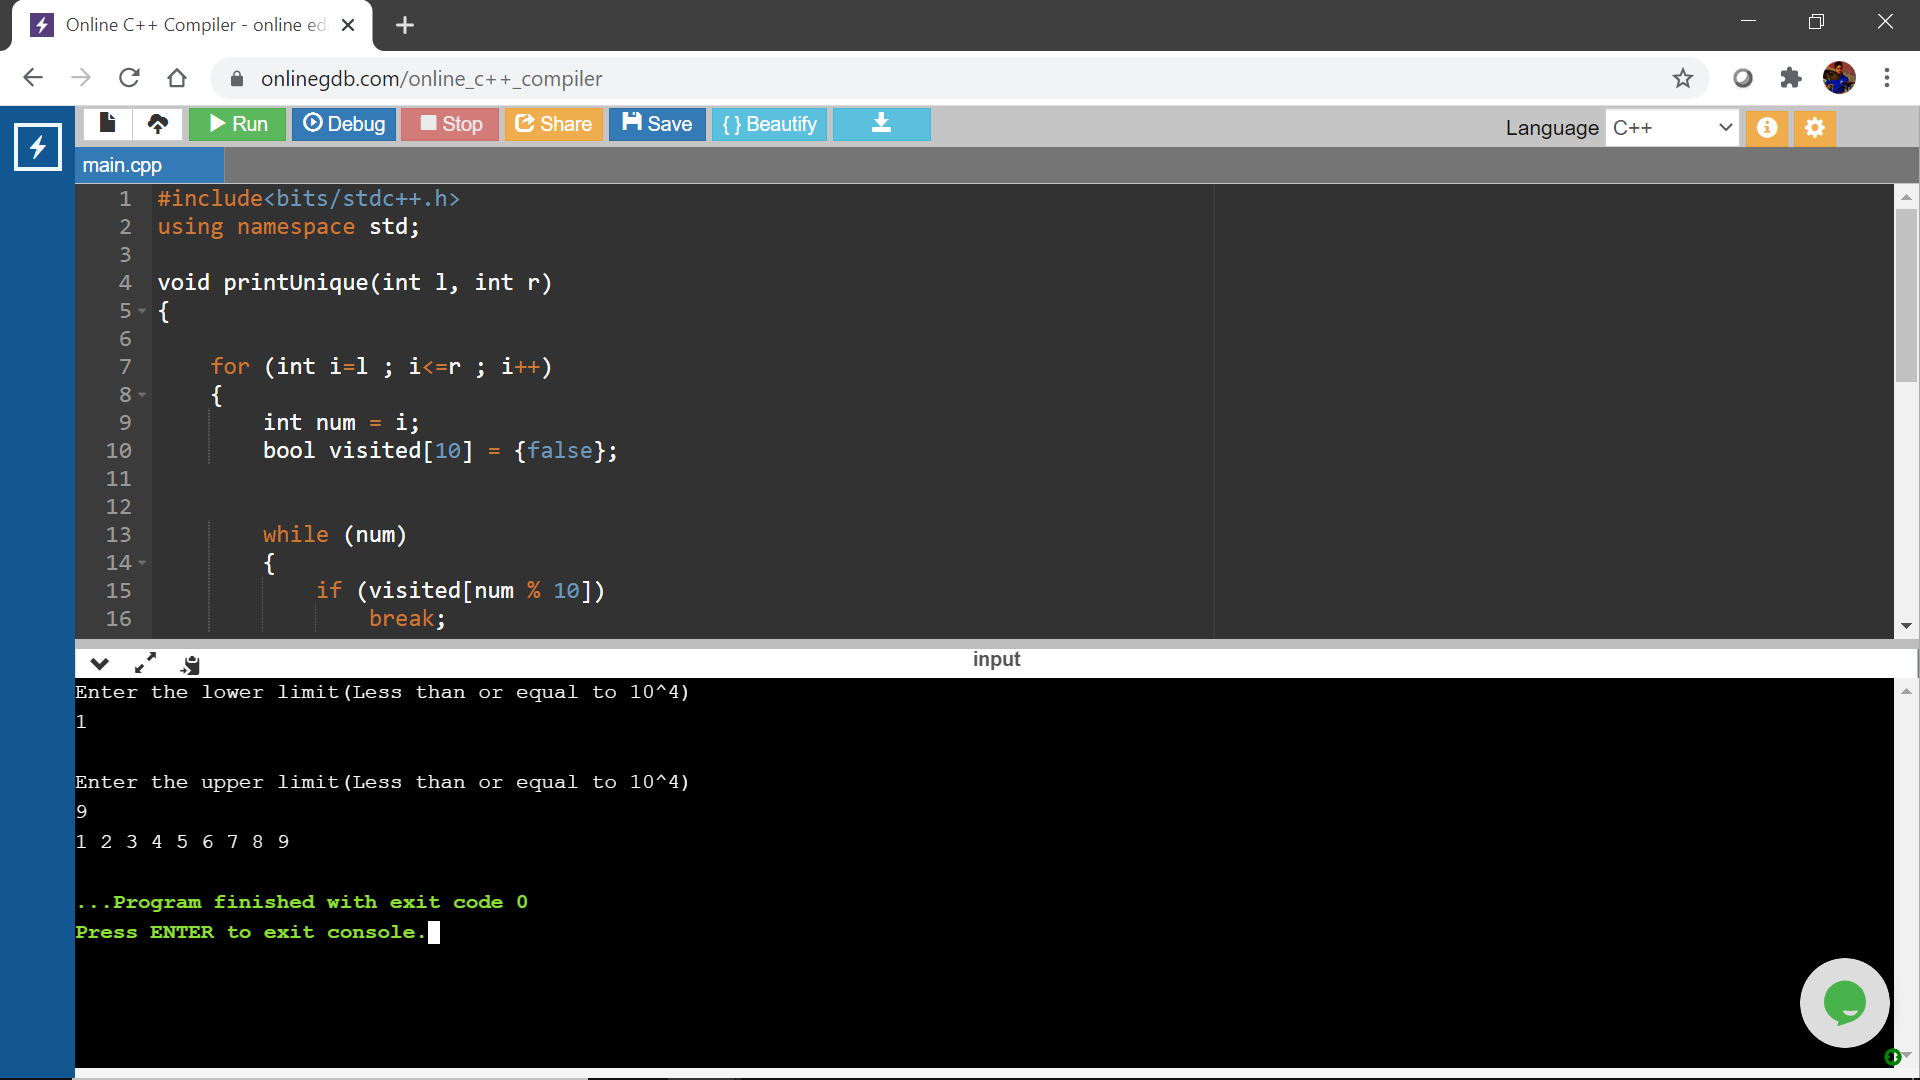 Online C++ Compiler - online ed
onlinegdb.com/online_c++_compiler
Run Debug Stop Share Save { } Beautify Language C++
main.cpp
1 #include<bits/stdc++.h>
2 using namespace std;
3
4 void printUnique(int l, int r)
5 {
6
7 for (int i=l ; i<=r ; i++)
8 {
9 int num = i;
10 bool visited[10] = {false};
11
12
13 while (num)
14 {
15 if (visited[num % 10])
16 break;
input
Enter the lower limit(Less than or equal to 10^4)
1
Enter the upper limit(Less than or equal to 10^4)
9
1 2 3 4 5 6 7 8 9
...Program finished with exit code 0
Press ENTER to exit console.